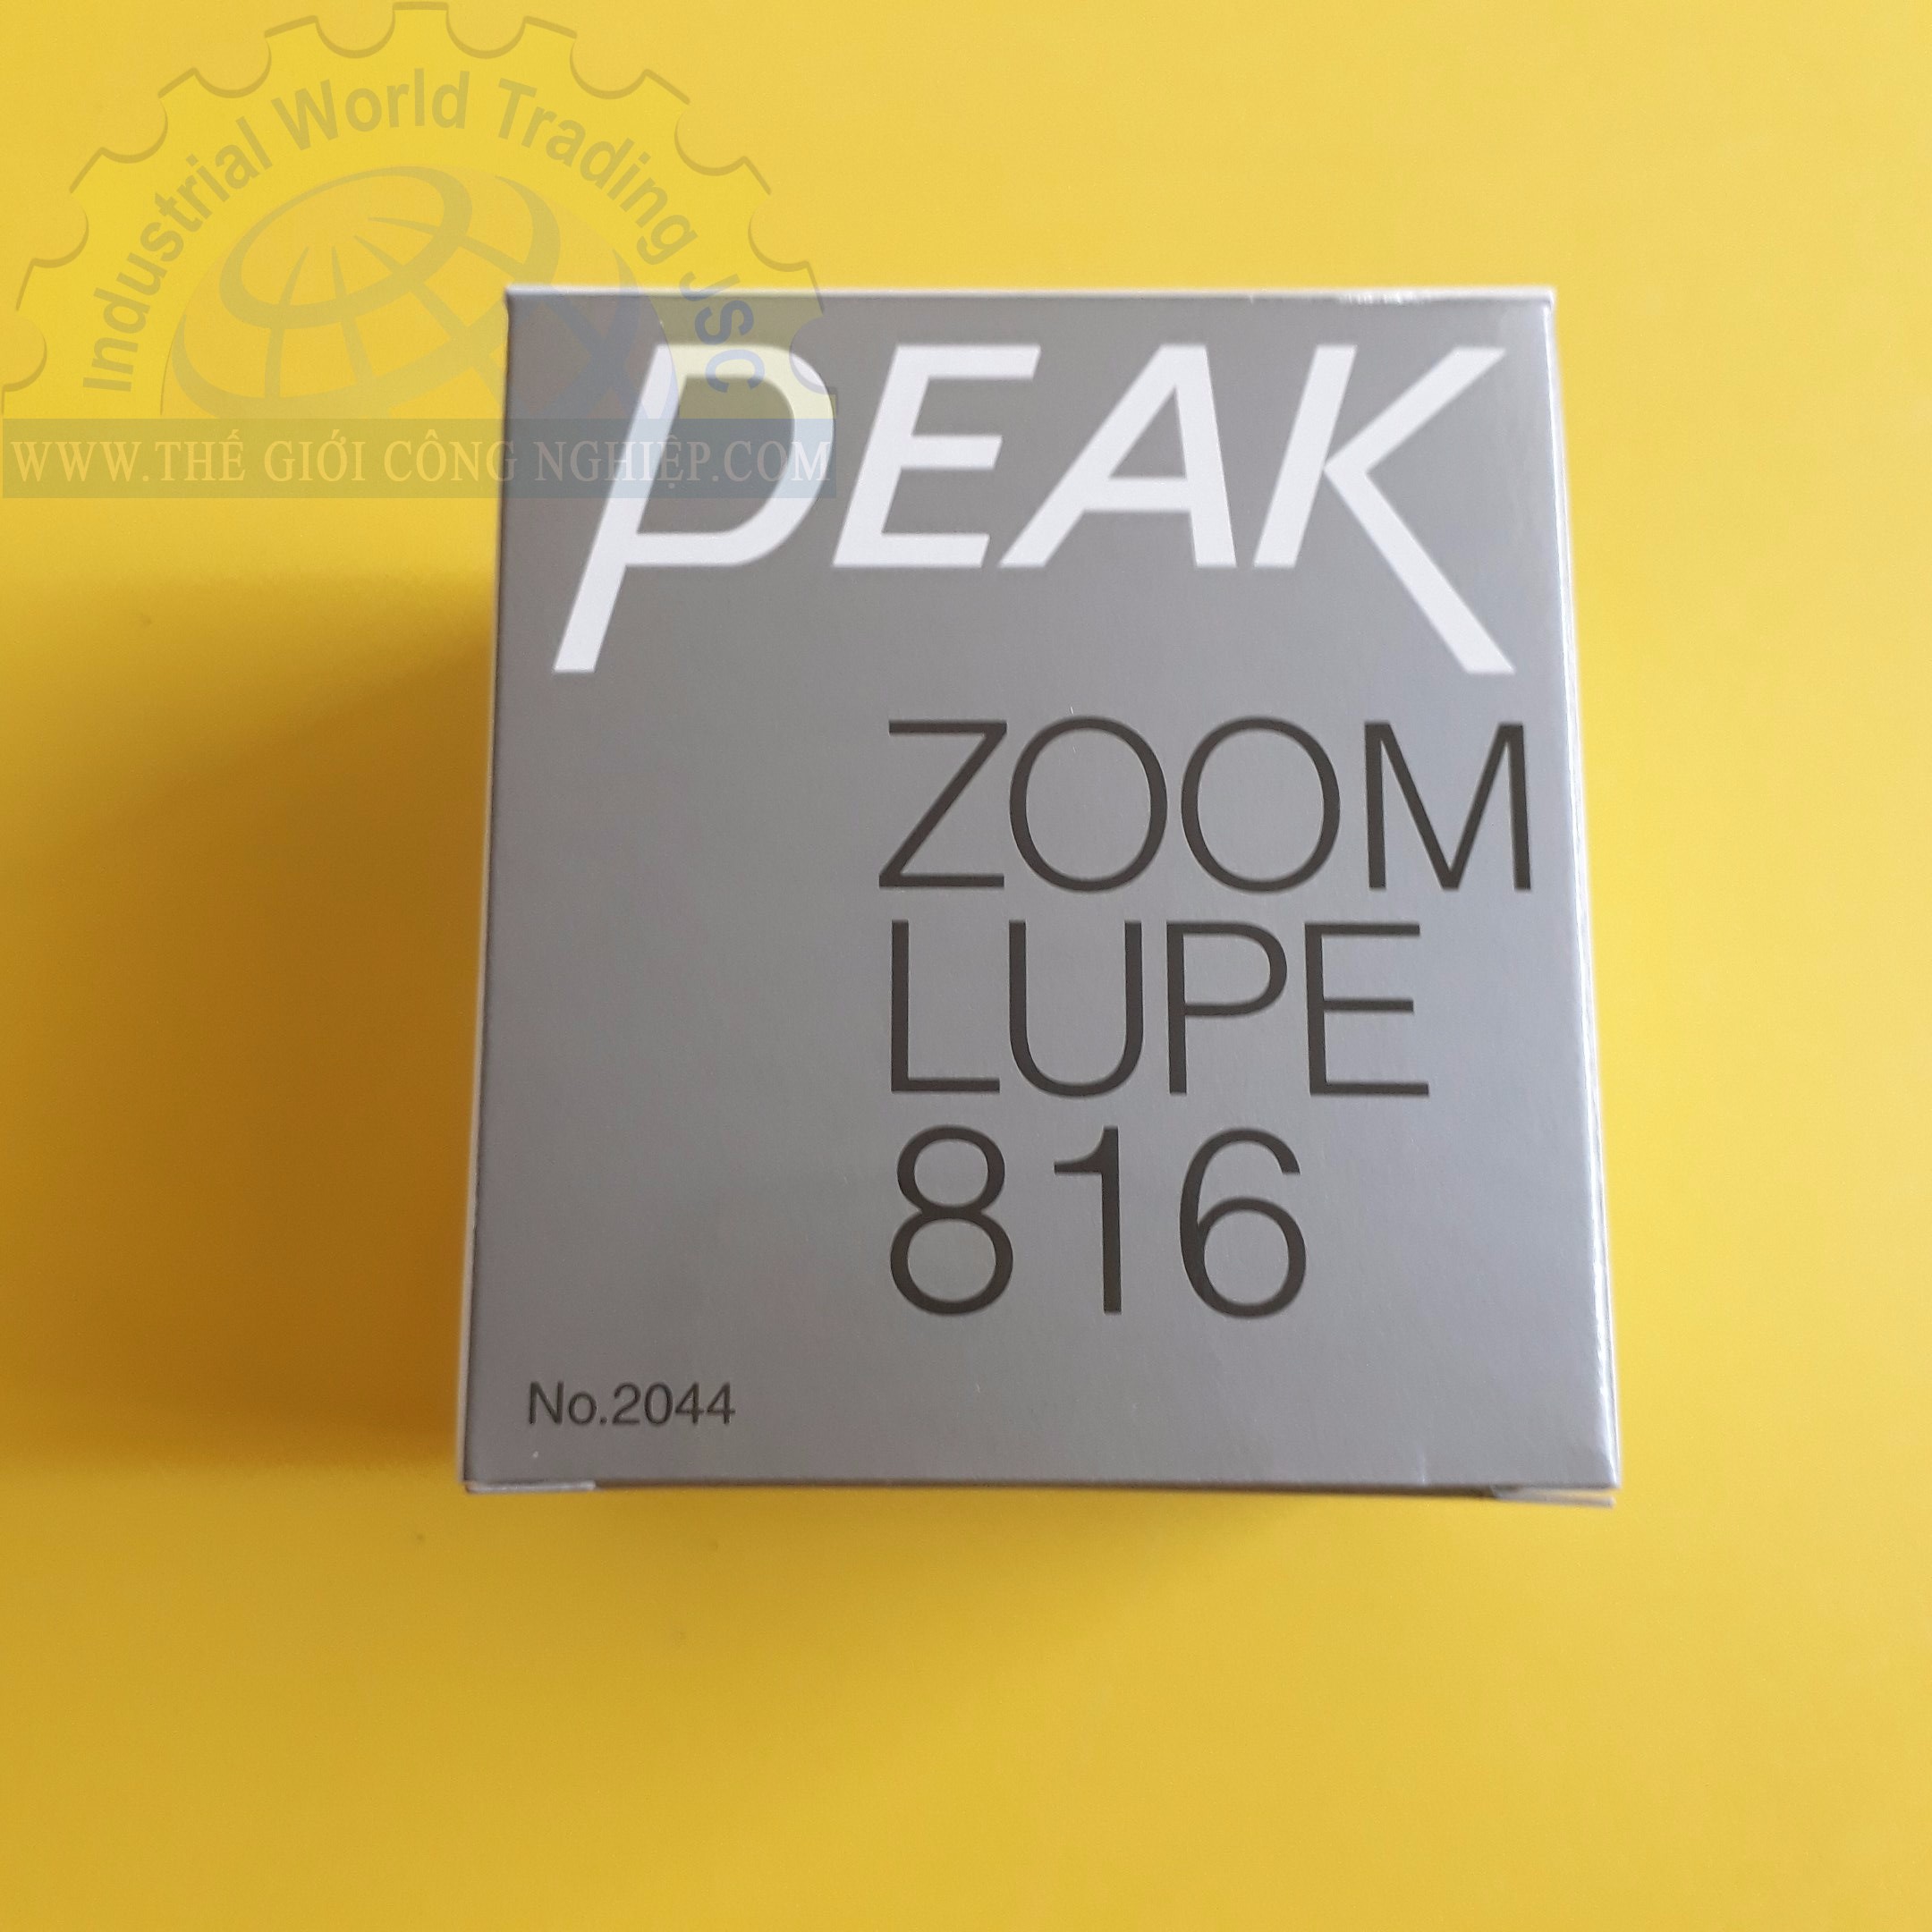 Industrial World Trading JSC
WWW.THẾ GIỚI CÔNG NGHIỆP.COM
PEAK
ZOOM
LUPE
816
No.2044